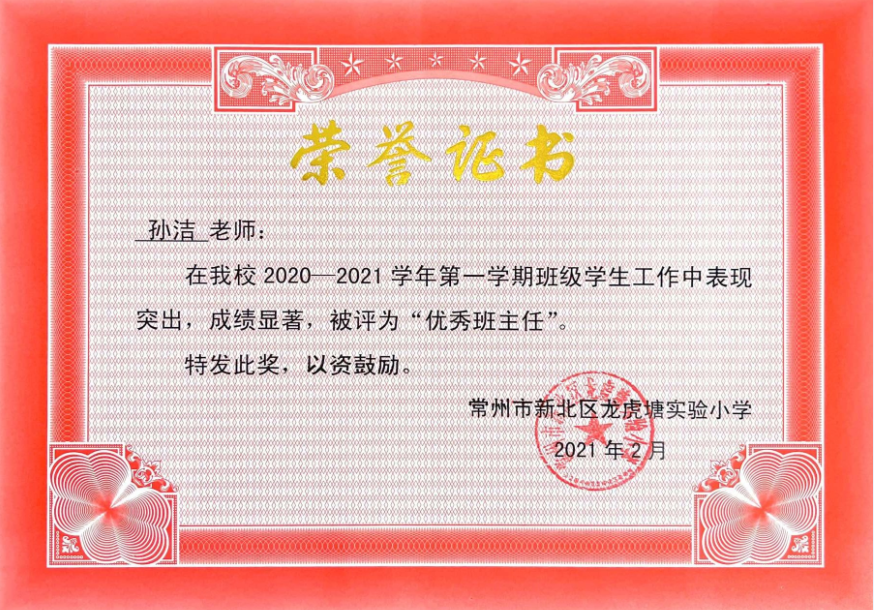 荣誉证书
孙洁 老师：
在我校 2020—2021 学年第一学期班级学生工作中表现
突出，成绩显著，被评为“优秀班主任”。
特发此奖，以资鼓励。
常州市新北区龙虎塘实验小学
2021 年 2 月